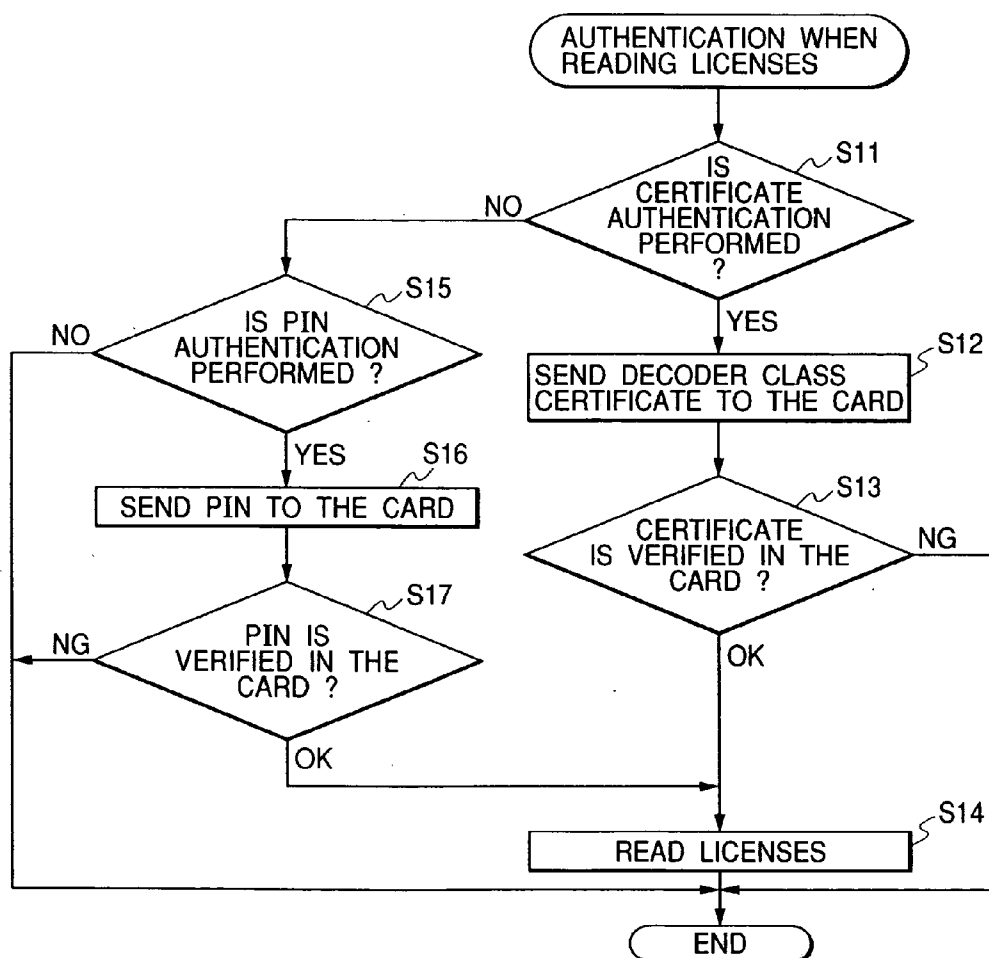 AUTHENTICATION WHEN
READING LICENSES
S11
IS
CERTIFICATE
AUTHENTICATION
PERFORMED
?
NO
YES
S15
IS PIN
AUTHENTICATION
PERFORMED ?
NO
YES
S12
SEND DECODER CLASS
CERTIFICATE TO THE CARD
S16
SEND PIN TO THE CARD
S13
CERTIFICATE
IS VERIFIED IN THE
CARD ?
NG
OK
S17
PIN IS
VERIFIED IN THE
CARD ?
NG
OK
S14
READ LICENSES
END